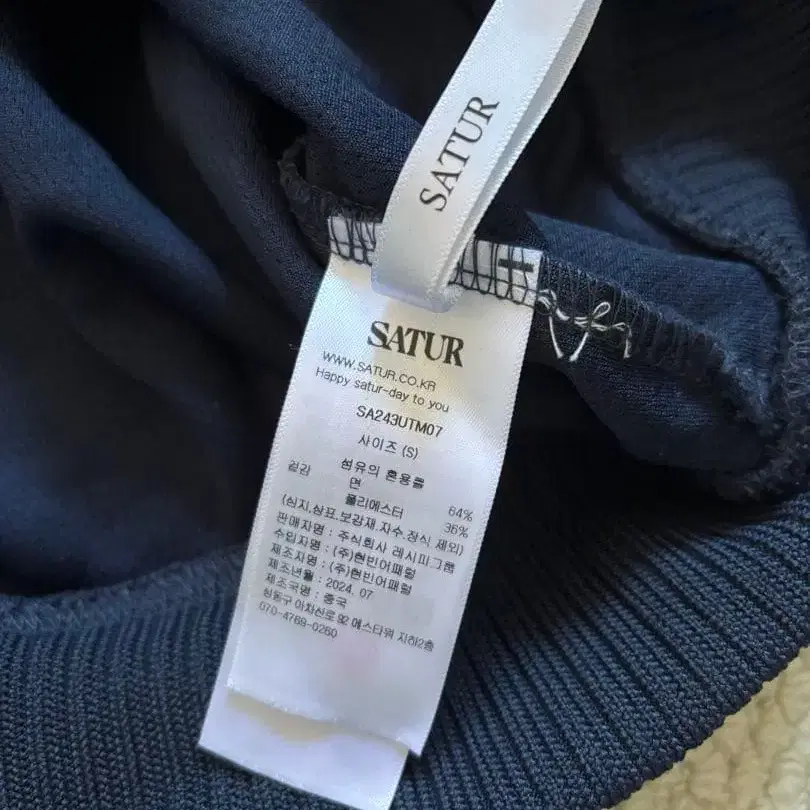 SATUR
SATUR
WWW.SATUR.CO.KR
Happy satur-day to you
SA243UTM07
사이즈 (S)
섬유의 혼용률
겉감 면 64%
폴리에스터 36%
(심지,상표,보강재,자수,장식 제외)
판매자명 : 주식회사 레시피그룹
수입자명 : (주)현빈어패럴
제조자명 : (주)현빈어패럴
제조년월 : 2024. 07
제조국명 : 중국
성동구 아차산로 92 에스타워 지하2층
070-4769-0260